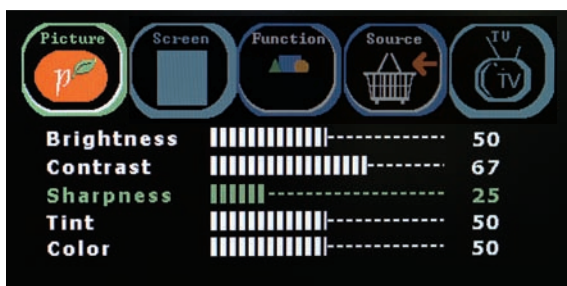 Picture Screen Function Source TV
p TV
Brightness 50
Contrast 67
Sharpness 25
Tint 50
Color 50